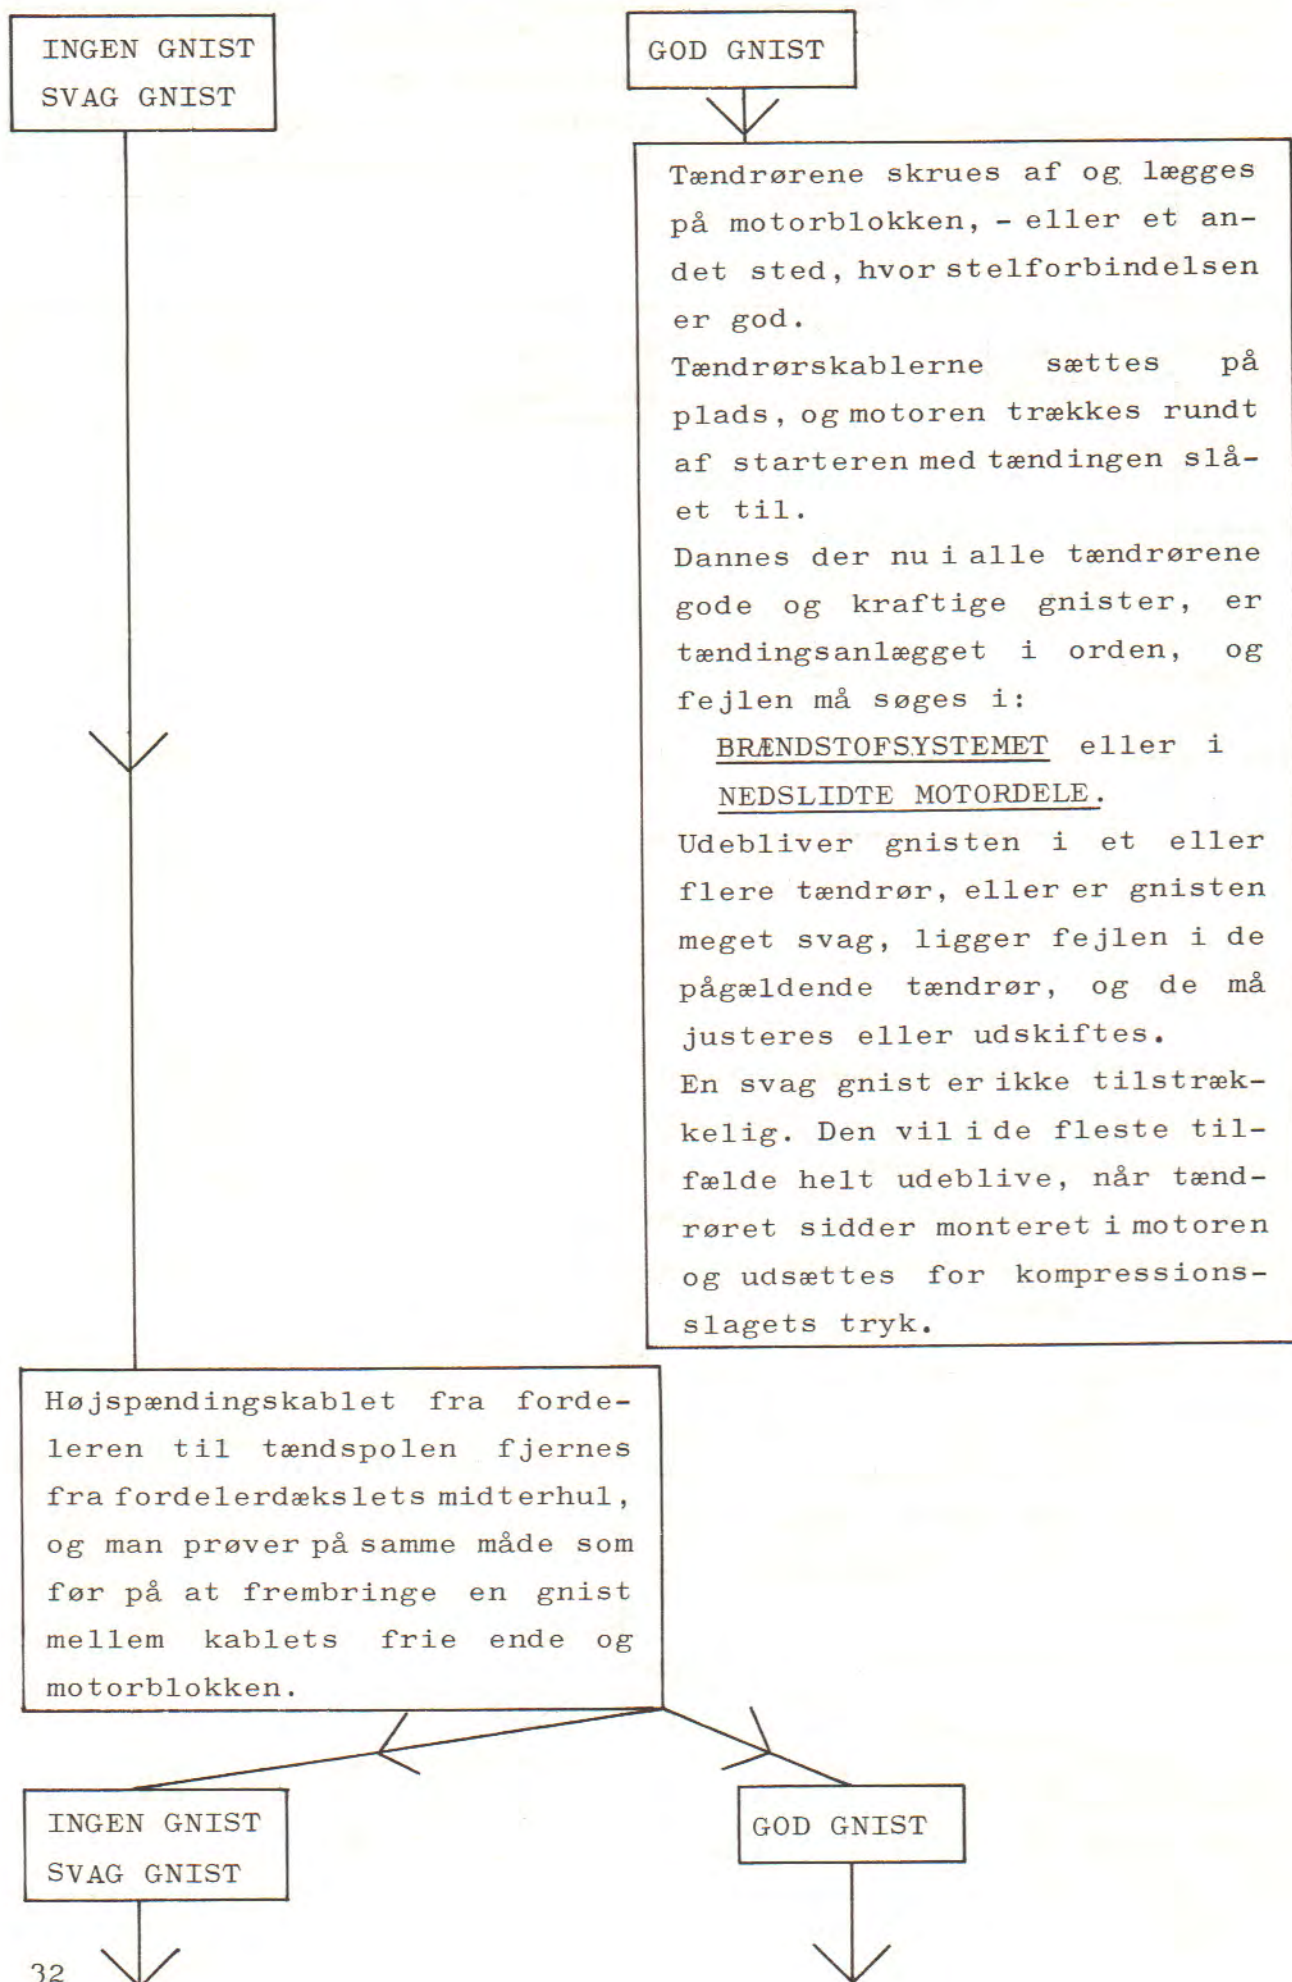 INGEN GNIST
SVAG GNIST
GOD GNIST
Tændrørene skrues af og lægges
på motorblokken, - eller et an-
det sted, hvor stelforbindelsen
er god.
Tændrørskablerne sættes på
plads, og motoren trækkes rundt
af starteren med tændingen slå-
et til.
Dannes der nu i alle tændrørene
gode og kraftige gnister, er
tændingsanlægget i orden, og
fejlen må søges i:
BRÆNDSTOFSYSTEMET eller i
NEDSLIDTE MOTORDELE.
Udebliver gnisten i et eller
flere tændrør, eller er gnisten
meget svag, ligger fejlen i de
pågældende tændrør, og de må
justeres eller udskiftes.
En svag gnist er ikke tilstræk-
kelig. Den vil i de fleste til-
fælde helt udeblive, når tænd-
røret sidder monteret i motoren
og udsættes for kompressions-
slagets tryk.
Højspændingskablet fra forde-
leren til tændspolen fjernes
fra fordelerdækslets midterhul,
og man prøver på samme måde som
før på at frembringe en gnist
mellem kablets frie ende og
motorblokken.
INGEN GNIST
SVAG GNIST
GOD GNIST
32